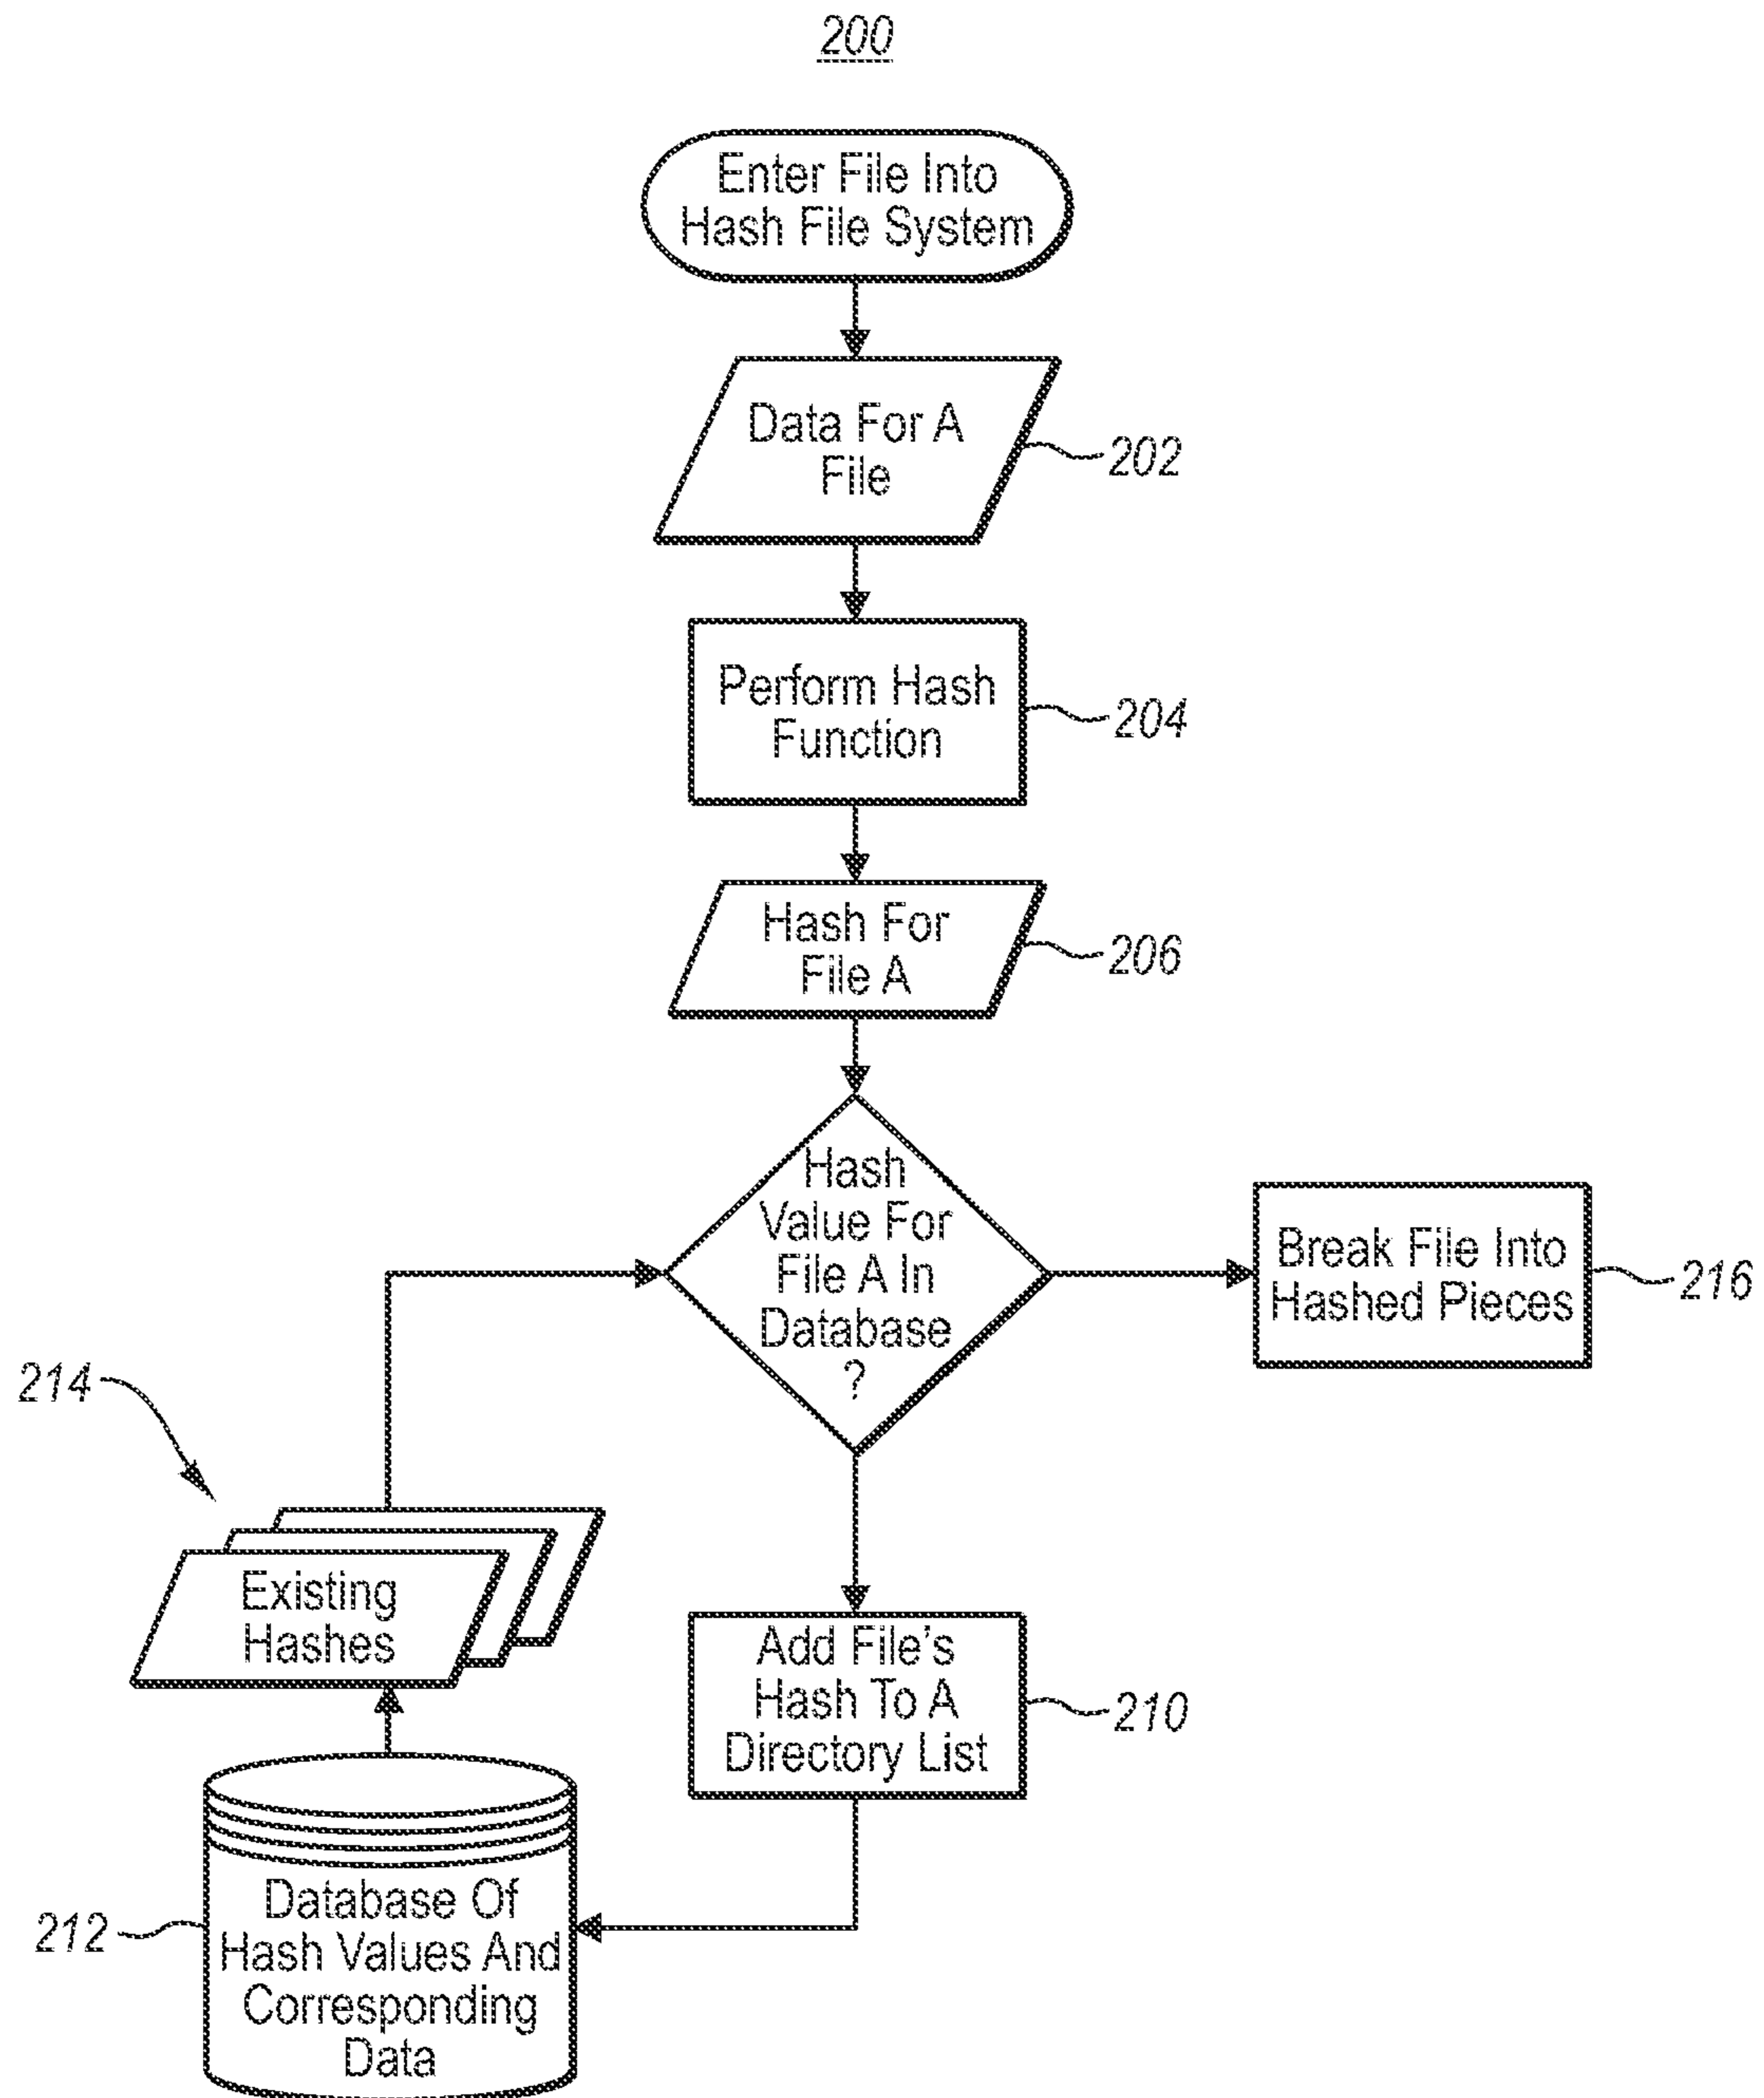 200
Enter File Into
Hash File System
Data For A
File
202
Perform Hash
Function
204
Hash For
File A
206
Hash
Value For
File A In
Database
?
Break File Into
Hashed Pieces
216
214
Existing
Hashes
Add File's
Hash To A
Directory List
210
212
Database Of
Hash Values And
Corresponding
Data